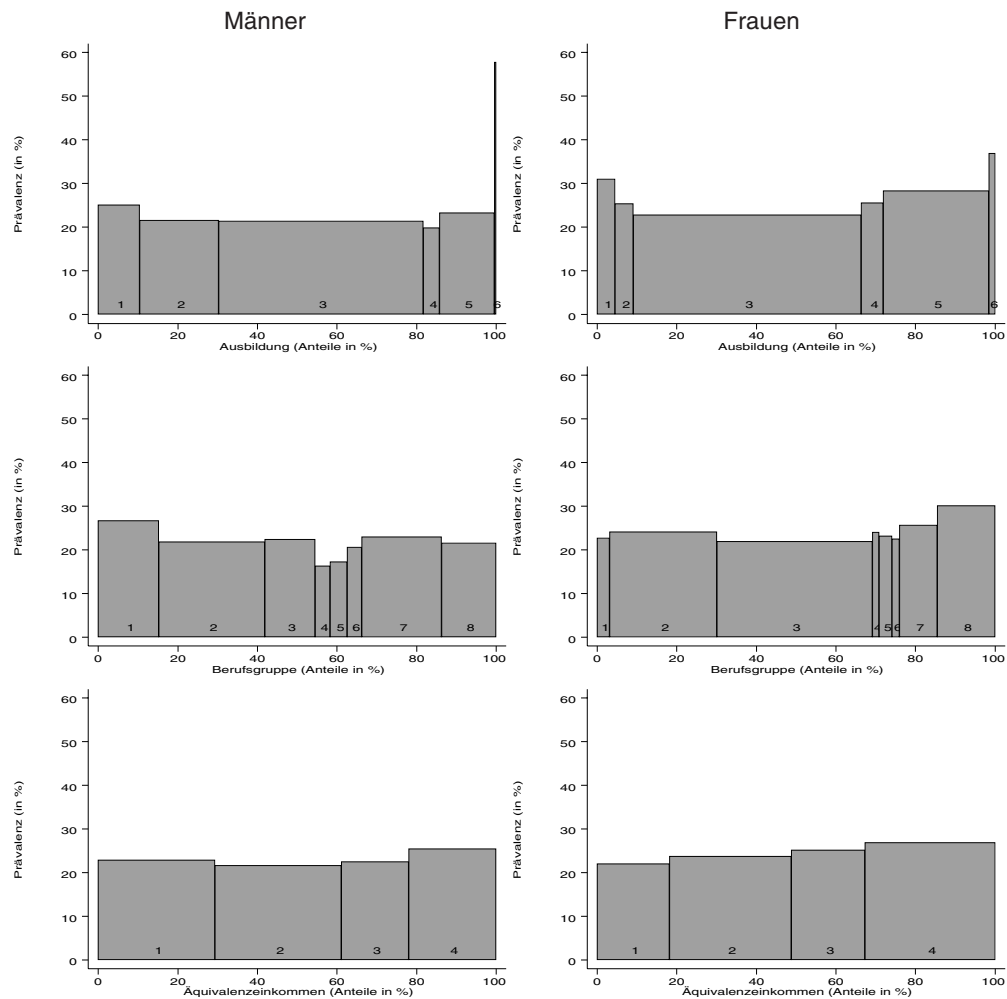 Männer
Frauen
Prävalenz (in %)
60
50
40
30
20
10
0
1 2 3 4 5 6
0 20 40 60 80 100
Ausbildung (Anteile in %)
Prävalenz (in %)
60
50
40
30
20
10
0
1 2 3 4 5 6
0 20 40 60 80 100
Ausbildung (Anteile in %)
Prävalenz (in %)
60
50
40
30
20
10
0
1 2 3 4 5 6 7 8
0 20 40 60 80 100
Berufsgruppe (Anteile in %)
Prävalenz (in %)
60
50
40
30
20
10
0
1 2 3 4 5 6 7 8
0 20 40 60 80 100
Berufsgruppe (Anteile in %)
Prävalenz (in %)
60
50
40
30
20
10
0
1 2 3 4
0 20 40 60 80 100
Äquivalenzeinkommen (Anteile in %)
Prävalenz (in %)
60
50
40
30
20
10
0
1 2 3 4
0 20 40 60 80 100
Äquivalenzeinkommen (Anteile in %)